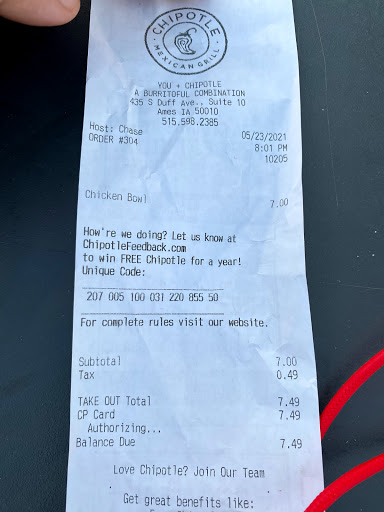 CHIPOTLE
MEXICAN GRILL
YOU + CHIPOTLE
A BURRITOFUL COMBINATION
435 S Duff Ave., Suite 10
Ames IA 50010
515.598.2385
Host: Chase 05/23/2021
ORDER #304 8:01 PM
10205
Chicken Bowl 7.00
How're we doing? Let us know at
ChipotleFeedback.com
to win FREE Chipotle for a year!
Unique Code:
207 005 100 031 220 855 50
For complete rules visit our website.
Subtotal 7.00
Tax 0.49
TAKE OUT Total 7.49
CP Card 7.49
Authorizing...
Balance Due 7.49
Love Chipotle? Join Our Team
Get great benefits like: